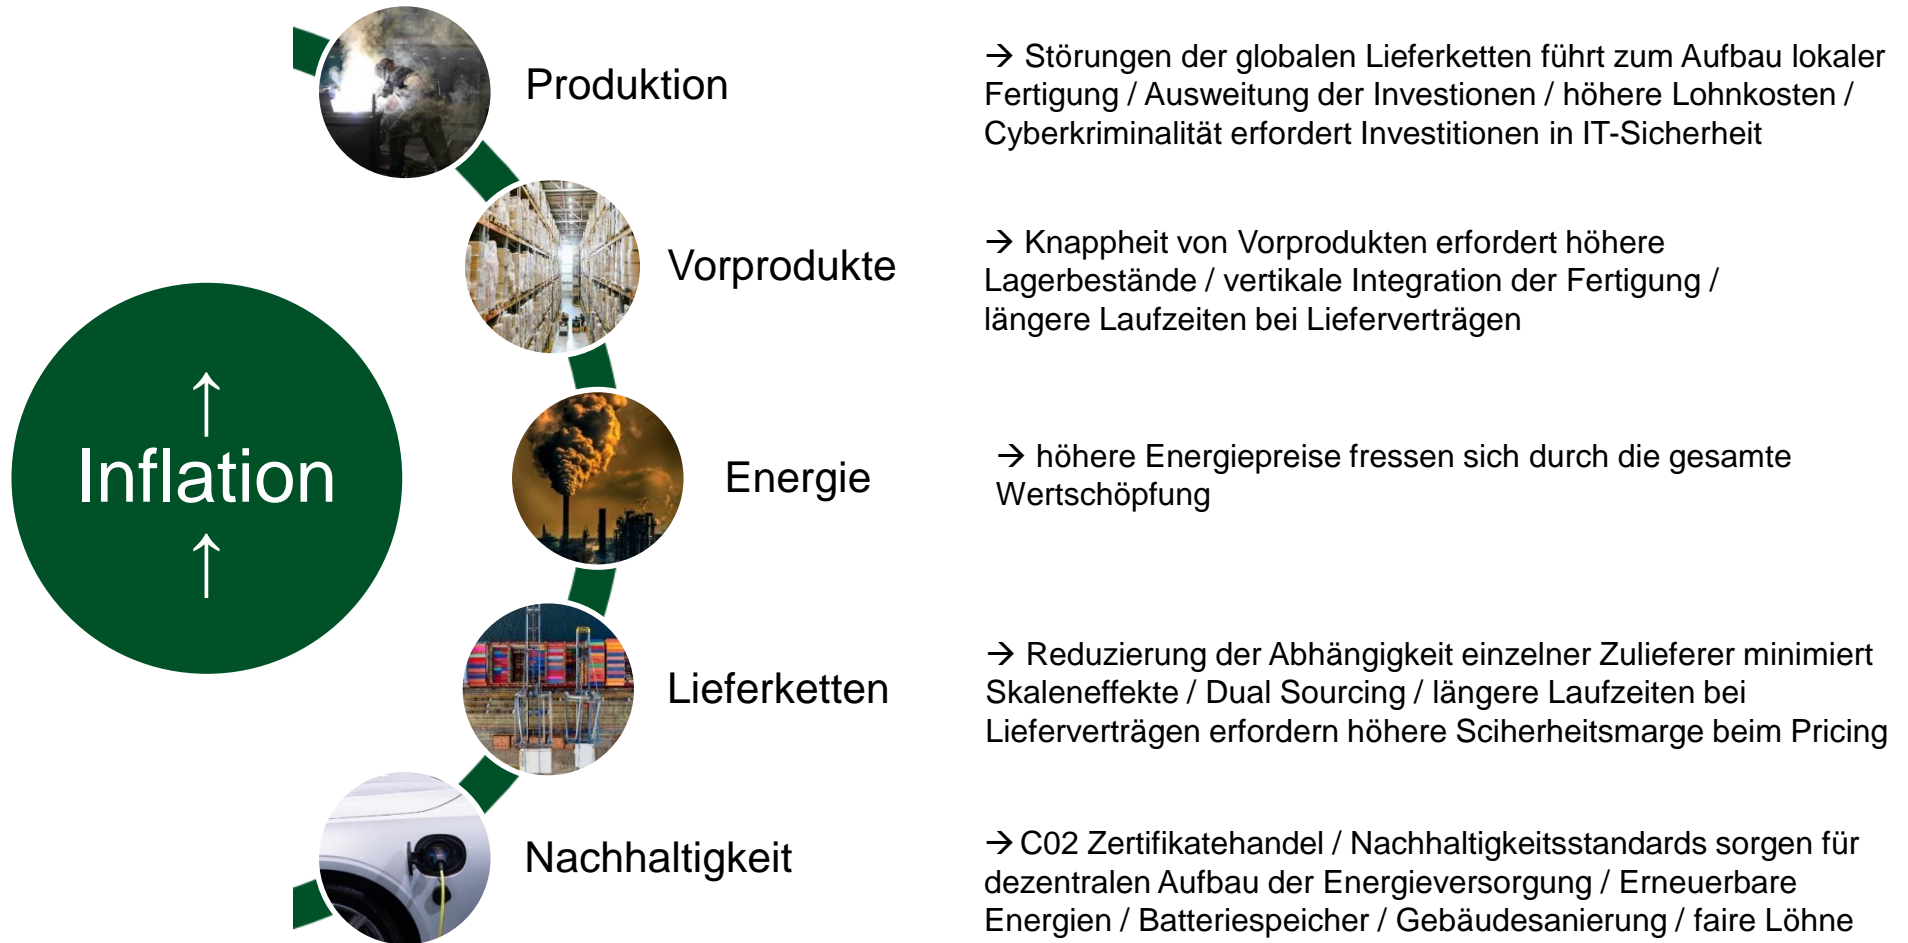 ↑
Inflation
↑
Produktion
→ Störungen der globalen Lieferketten führt zum Aufbau lokaler
Fertigung / Ausweitung der Investionen / höhere Lohnkosten /
Cyberkriminalität erfordert Investitionen in IT-Sicherheit
Vorprodukte
→ Knappheit von Vorprodukten erfordert höhere
Lagerbestände / vertikale Integration der Fertigung /
längere Laufzeiten bei Lieferverträgen
Energie
→ höhere Energiepreise fressen sich durch die gesamte
Wertschöpfung
Lieferketten
→ Reduzierung der Abhängigkeit einzelner Zulieferer minimiert
Skaleneffekte / Dual Sourcing / längere Laufzeiten bei
Lieferverträgen erfordern höhere Sciherheitsmarge beim Pricing
Nachhaltigkeit
→ C02 Zertifikatehandel / Nachhaltigkeitsstandards sorgen für
dezentralen Aufbau der Energieversorgung / Erneuerbare
Energien / Batteriespeicher / Gebäudesanierung / faire Löhne